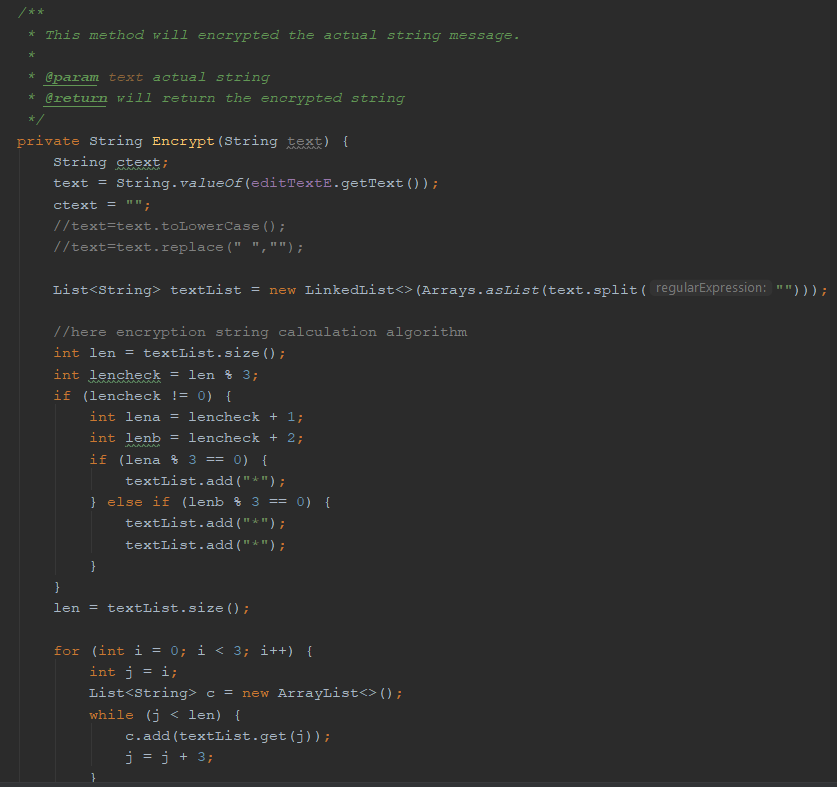 /**
* This method will encrypted the actual string message.
*
* @param text actual string
* @return will return the encrypted string
*/
private String Encrypt(String text) {
String ctext;
text = String.valueOf(editTextE.getText());
ctext = "";
//text=text.toLowerCase();
//text=text.replace(" ","");
List<String> textList = new LinkedList<>(Arrays.asList(text.split( regularExpression: "")));
//here encryption string calculation algorithm
int len = textList.size();
int lencheck = len % 3;
if (lencheck != 0) {
int lena = lencheck + 1;
int lenb = lencheck + 2;
if (lena % 3 == 0) {
textList.add("*");
} else if (lenb % 3 == 0) {
textList.add("*");
textList.add("*");
}
}
len = textList.size();
for (int i = 0; i < 3; i++) {
int j = i;
List<String> c = new ArrayList<>();
while (j < len) {
c.add(textList.get(j));
j = j + 3;
}